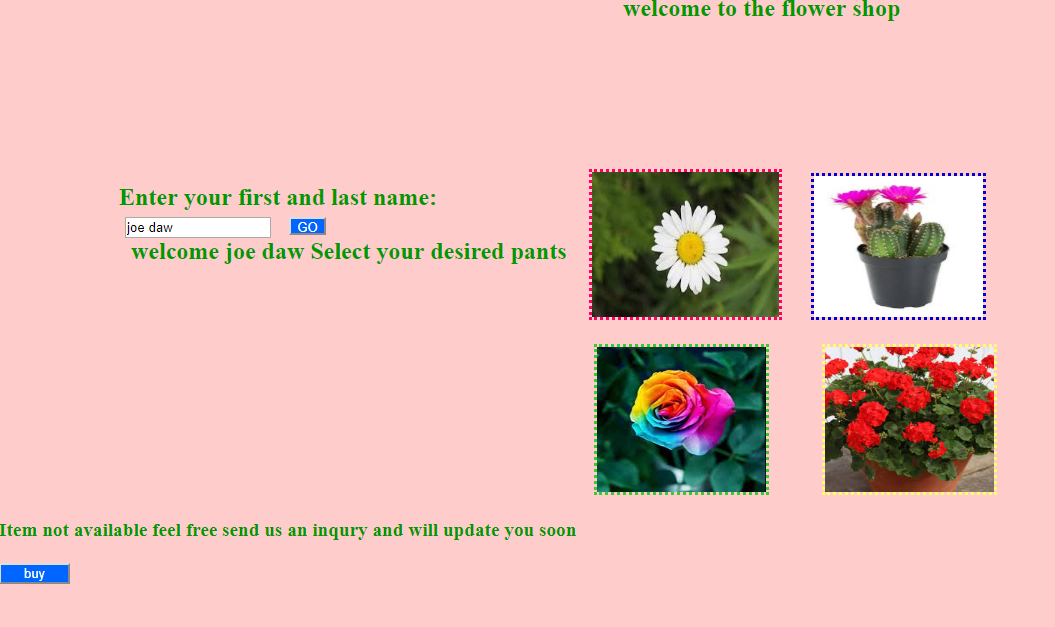 welcome to the flower shop
Enter your first and last name:
joe daw GO
welcome joe daw Select your desired pants
Item not available feel free send us an inqury and will update you soon
buy